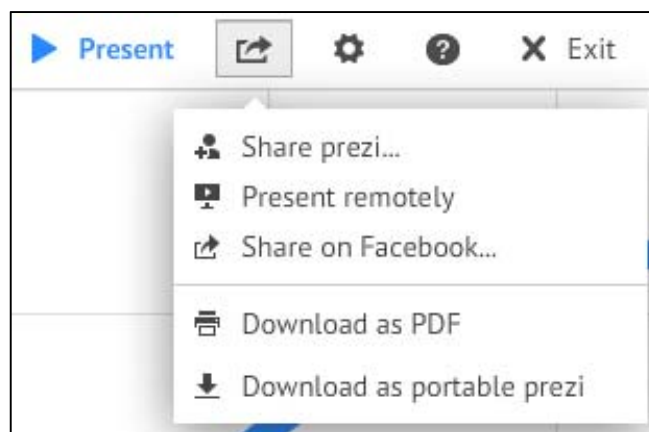 Present Exit
Share prezi...
Present remotely
Share on Facebook...
Download as PDF
Download as portable prezi